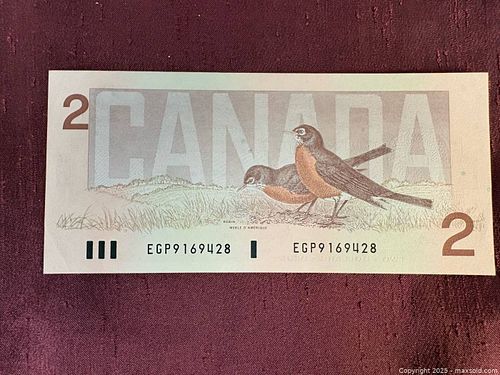 2
CANADA
ROBIN
MERLE D'AMÉRIQUE
EGP9169428 EGP9169428
2
Copyright 2025 - maxsold.com